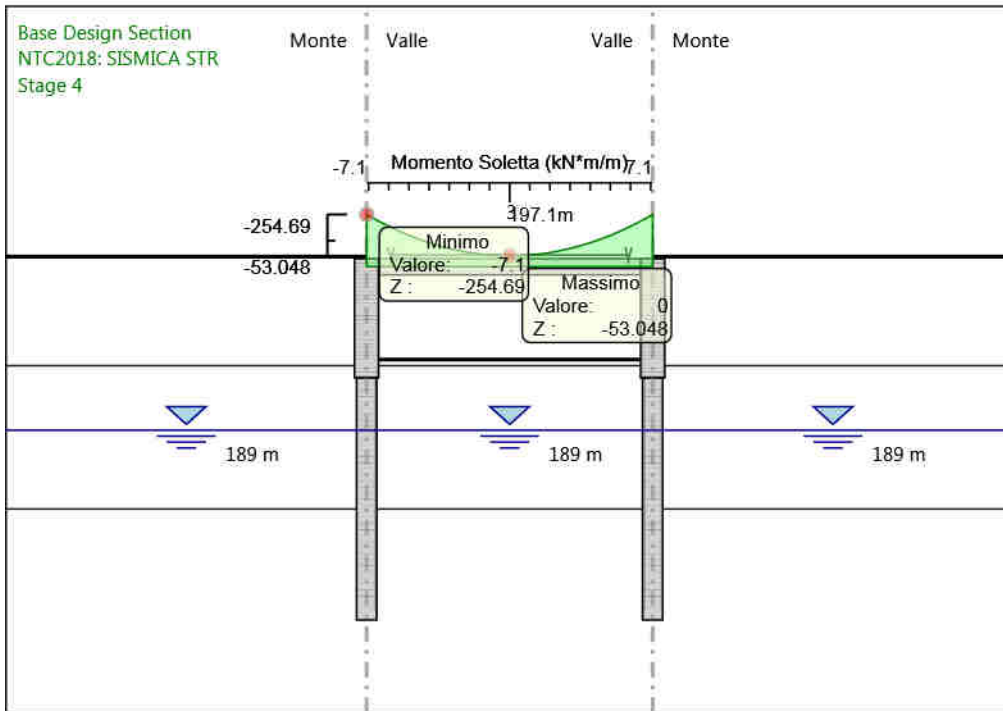 Base Design Section
NTC2018: SISMICA STR
Stage 4
Monte
Valle
Valle
Monte
Momento Soletta (kN*m/m)
-7.1
7.1
197.1m
-254.69
-53.048
Minimo
Valore: -7.1
Z : -254.69
Massimo
Valore: 0
Z : -53.048
189 m
189 m
189 m